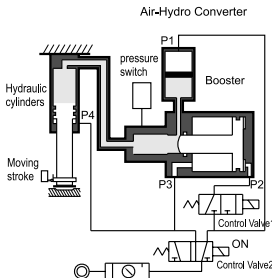 Air-Hydro Converter
P1
pressure
switch
Booster
Hydraulic
cylinders
P4
Moving
stroke
P3
P2
Control Valve1
ON
Control Valve2